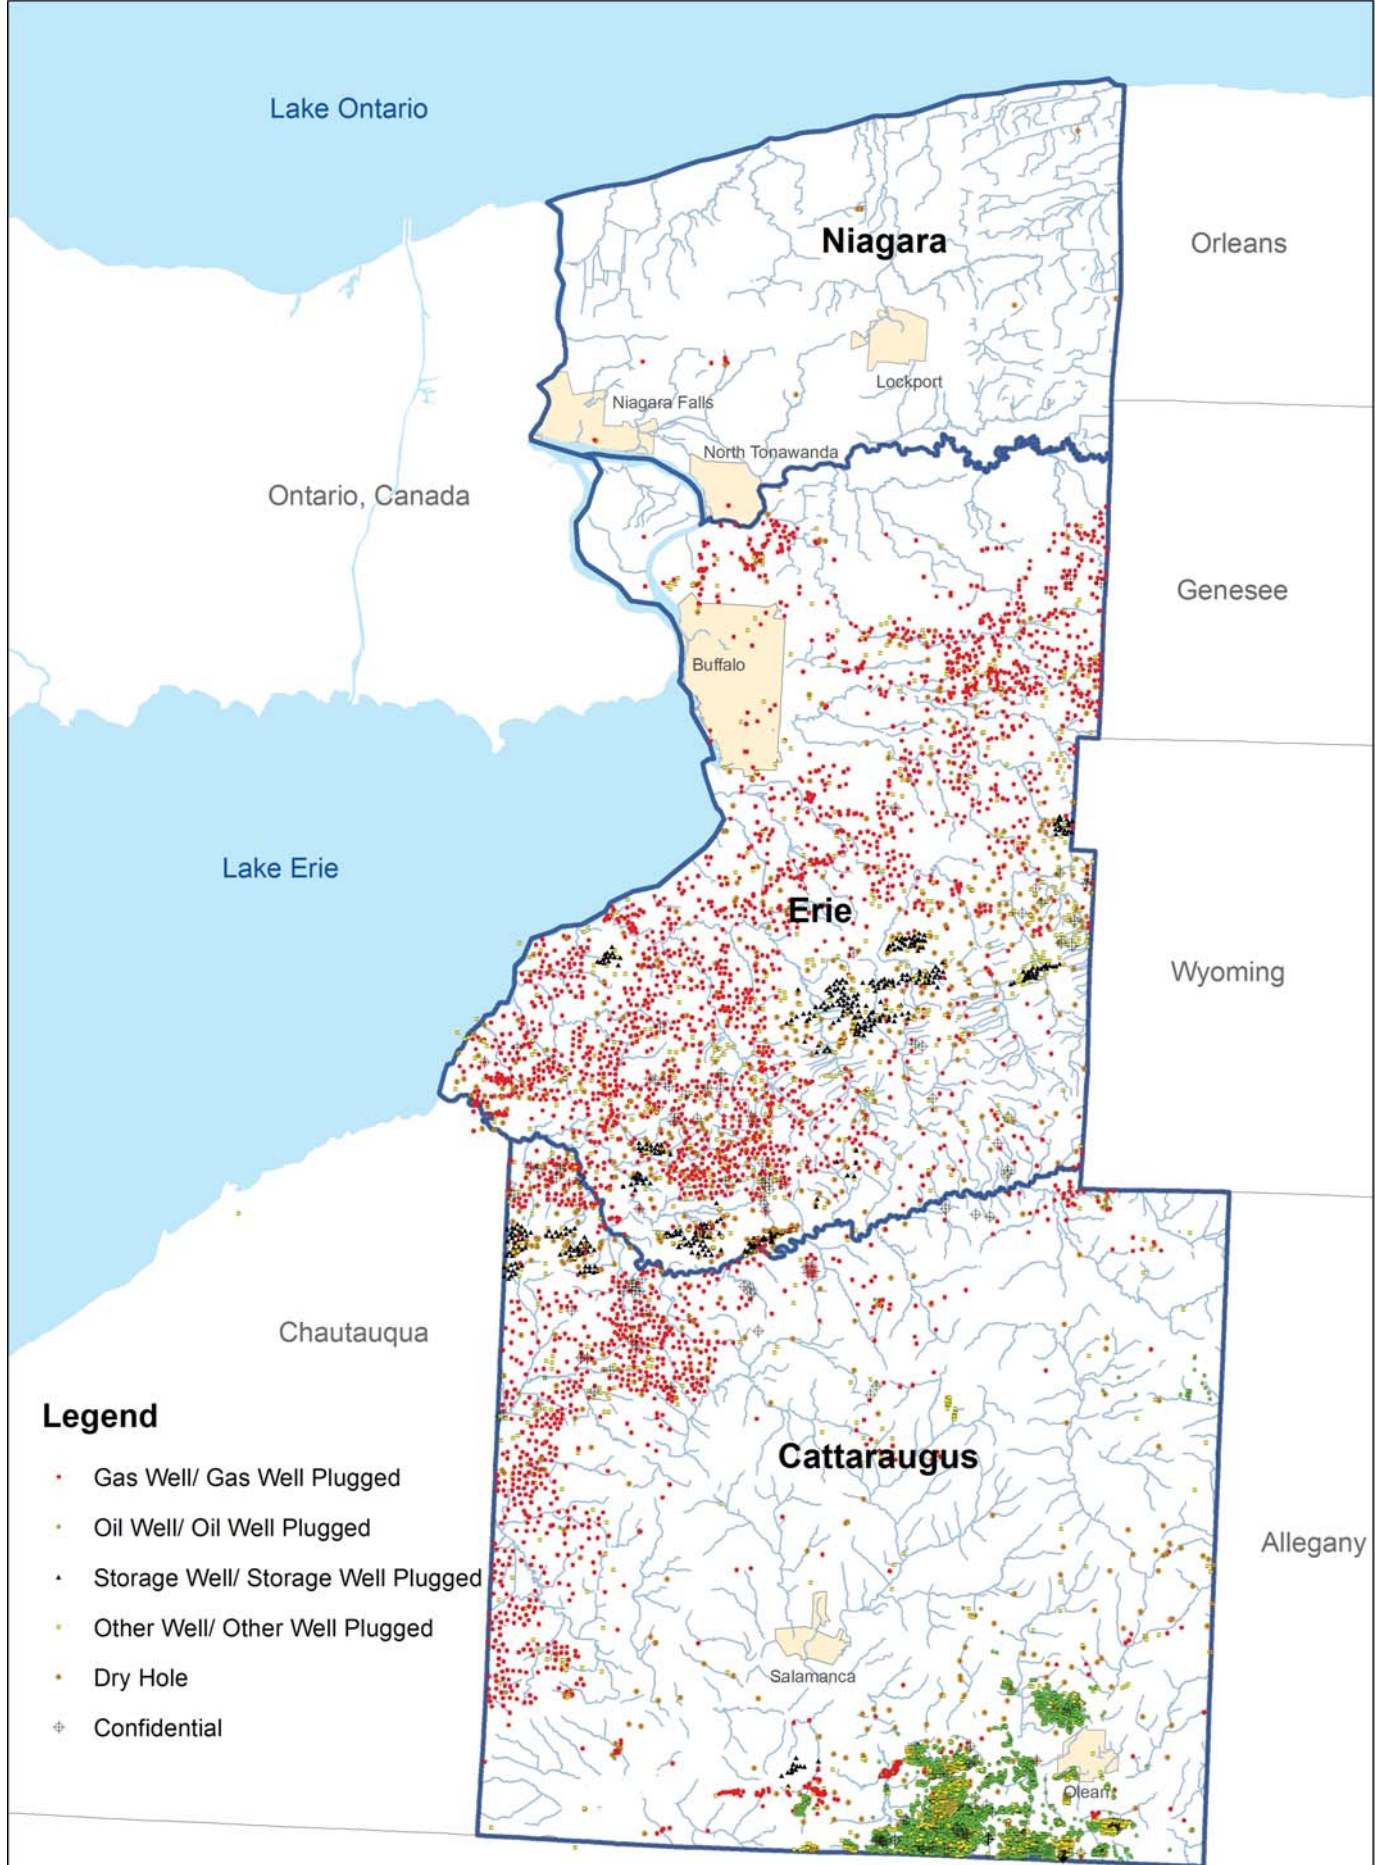 Lake Ontario
Niagara
Orleans
Lockport
Niagara Falls
North Tonawanda
Ontario, Canada
Genesee
Buffalo
Lake Erie
Erie
Wyoming
Chautauqua
Cattaraugus
Allegany
Salamanca
Olean
Legend
Gas Well/ Gas Well Plugged
Oil Well/ Oil Well Plugged
Storage Well/ Storage Well Plugged
Other Well/ Other Well Plugged
Dry Hole
Confidential